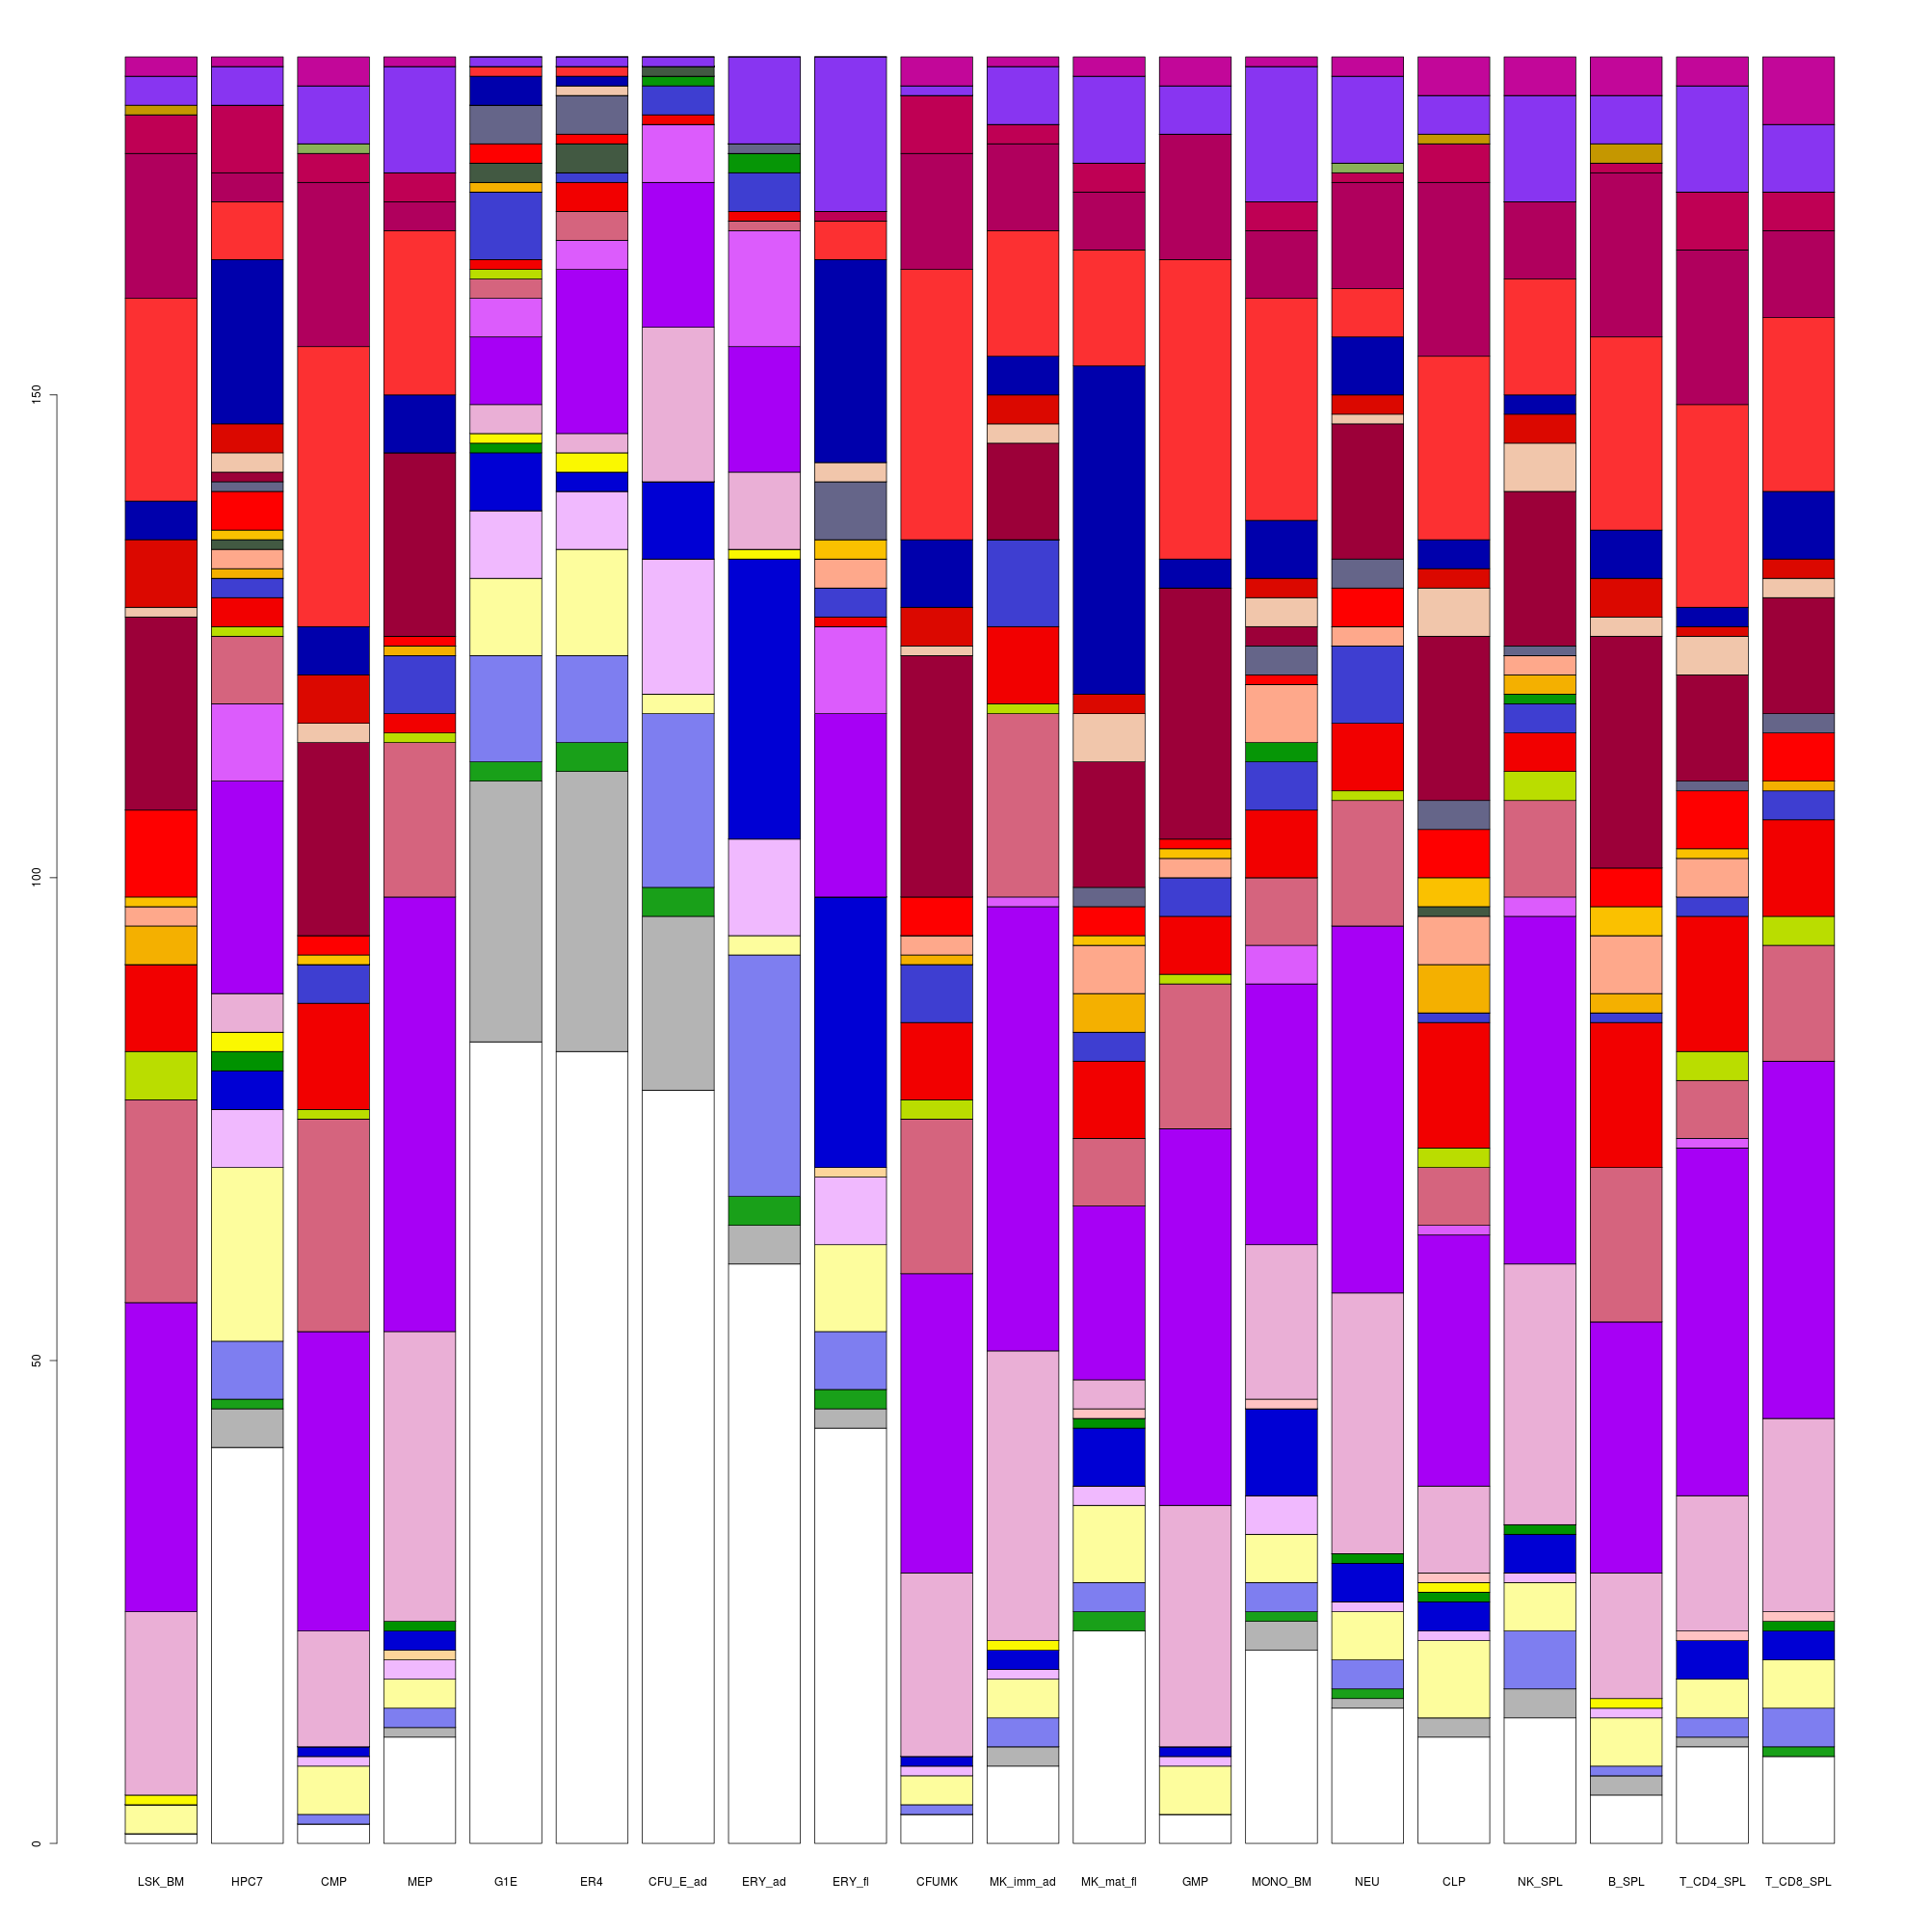 150
100
50
0
LSK_BM HPC7 CMP MEP G1E ER4 CFU_E_ad ERY_ad ERY_fl CFUMK MK_imm_ad MK_mat_fl GMP MONO_BM NEU CLP NK_SPL B_SPL T_CD4_SPL T_CD8_SPL